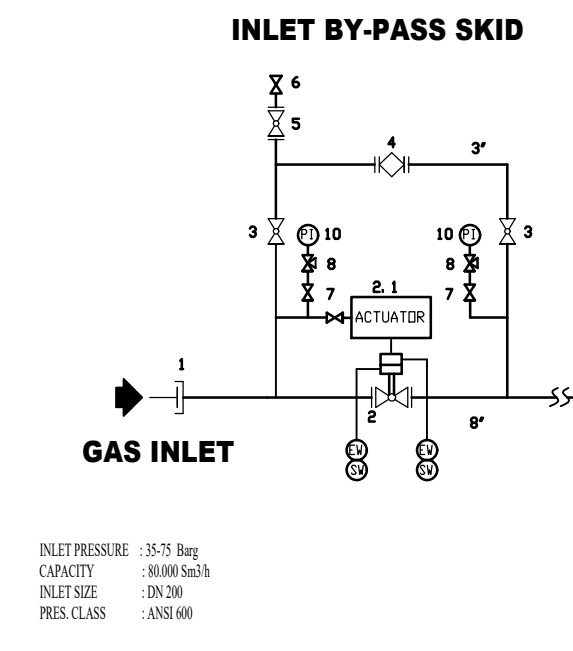 INLET BY-PASS SKID
6
5
4
3″
3
PI 10
10 PI
3
8
8
7
2.1
7
ACTUATOR
1
2
8″
GAS INLET
EW
EW
SW
SW
INLET PRESSURE : 35-75 Barg
CAPACITY : 80.000 Sm3/h
INLET SIZE : DN 200
PRES. CLASS : ANSI 600